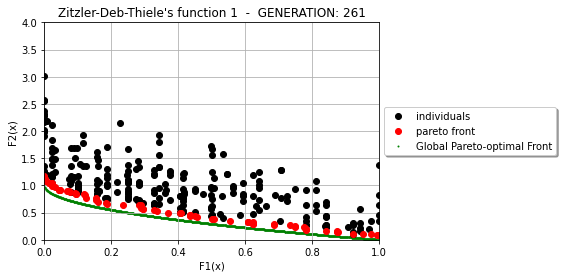 Zitzler-Deb-Thiele's function 1 - GENERATION: 261
4.0
3.5
3.0
2.5
2.0
1.5
1.0
0.5
0.0
F2(x)
0.0 0.2 0.4 0.6 0.8 1.0
F1(x)
individuals
pareto front
Global Pareto-optimal Front